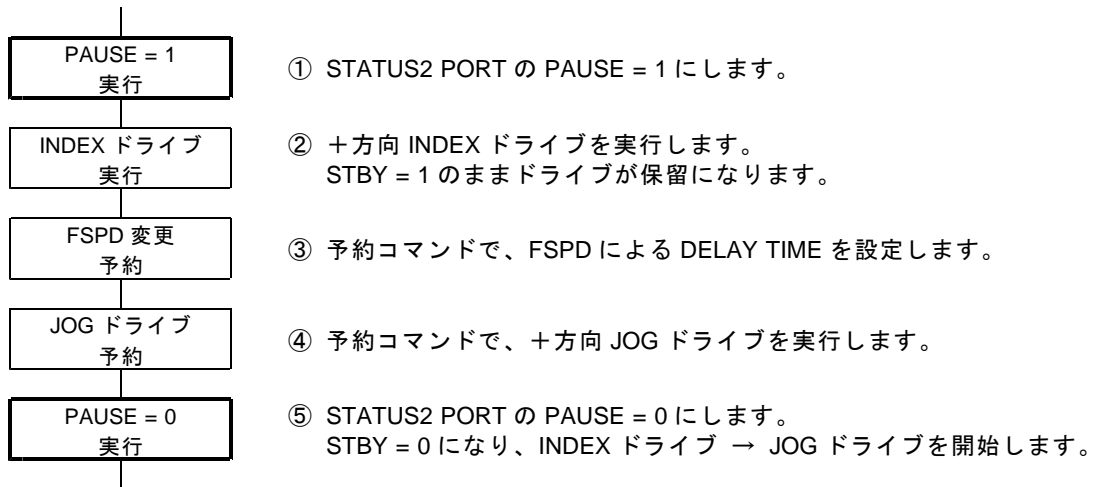 PAUSE = 1
実行
① STATUS2 PORT の PAUSE = 1 にします。
INDEX ドライブ
実行
② ＋方向 INDEX ドライブを実行します。
STBY = 1 のままドライブが保留になります。
FSPD 変更
予約
③ 予約コマンドで、FSPD による DELAY TIME を設定します。
JOG ドライブ
予約
④ 予約コマンドで、＋方向 JOG ドライブを実行します。
PAUSE = 0
実行
⑤ STATUS2 PORT の PAUSE = 0 にします。
STBY = 0 になり、INDEX ドライブ → JOG ドライブを開始します。